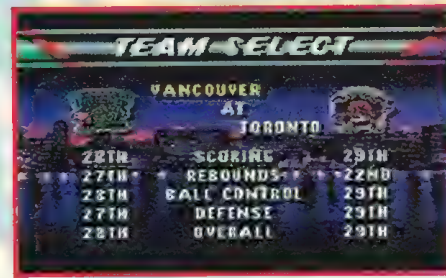 TEAM SELECT
VANCOUVER
AT
TORONTO
28TH SCORING 29TH
27TH REBOUNDS 22ND
28TH BALL CONTROL 29TH
27TH DEFENSE 29TH
28TH OVERALL 29TH